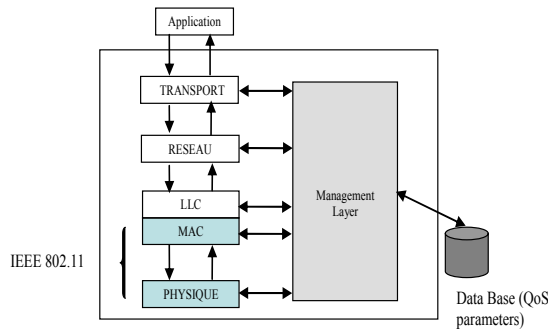 Application
TRANSPORT
RESEAU
LLC
MAC
PHYSIQUE
IEEE 802.11
Management
Layer
Data Base (QoS
parameters)